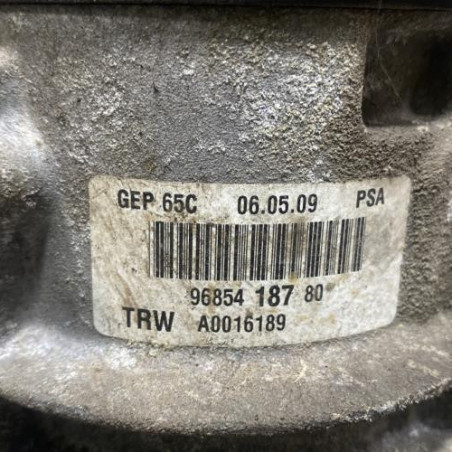 GEP 65C 06.05.09 PSA
96854 187 80
TRW A0016189